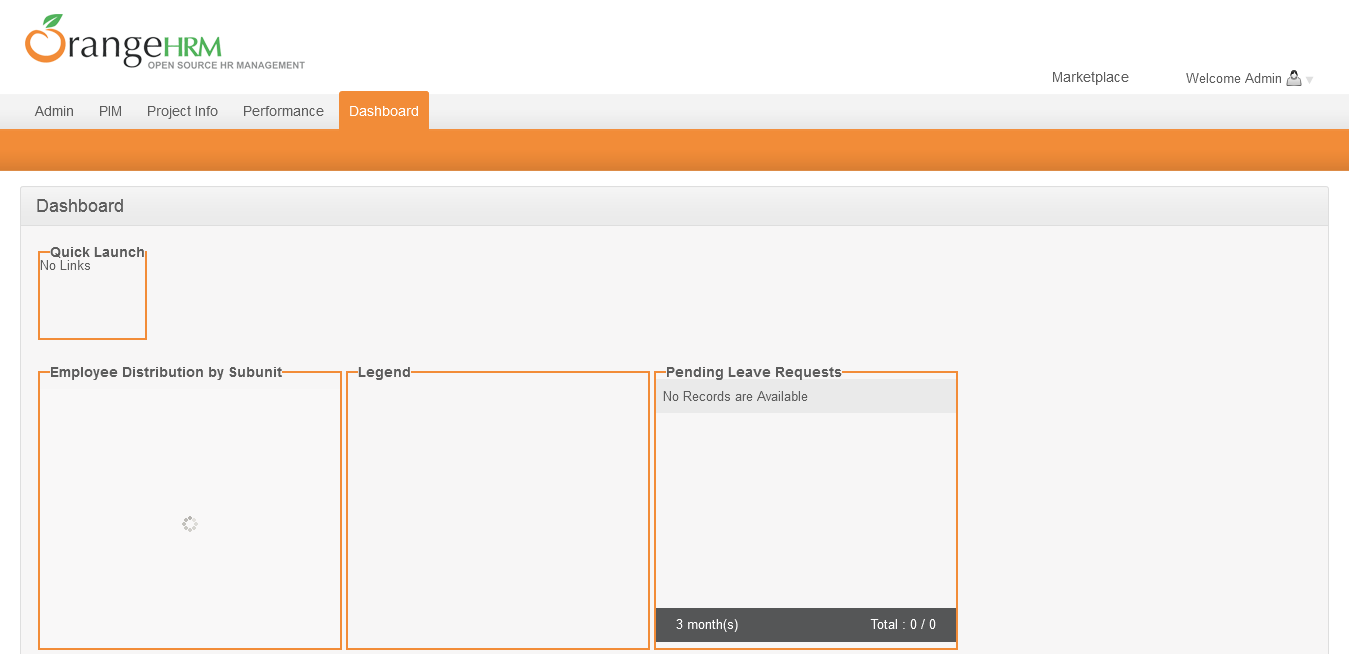 OrangeHRM
OPEN SOURCE HR MANAGEMENT
Marketplace
Welcome Admin
Admin PIM Project Info Performance Dashboard
Dashboard
Quick Launch
No Links
Employee Distribution by Subunit
Legend
Pending Leave Requests
No Records are Available
3 month(s) Total : 0 / 0